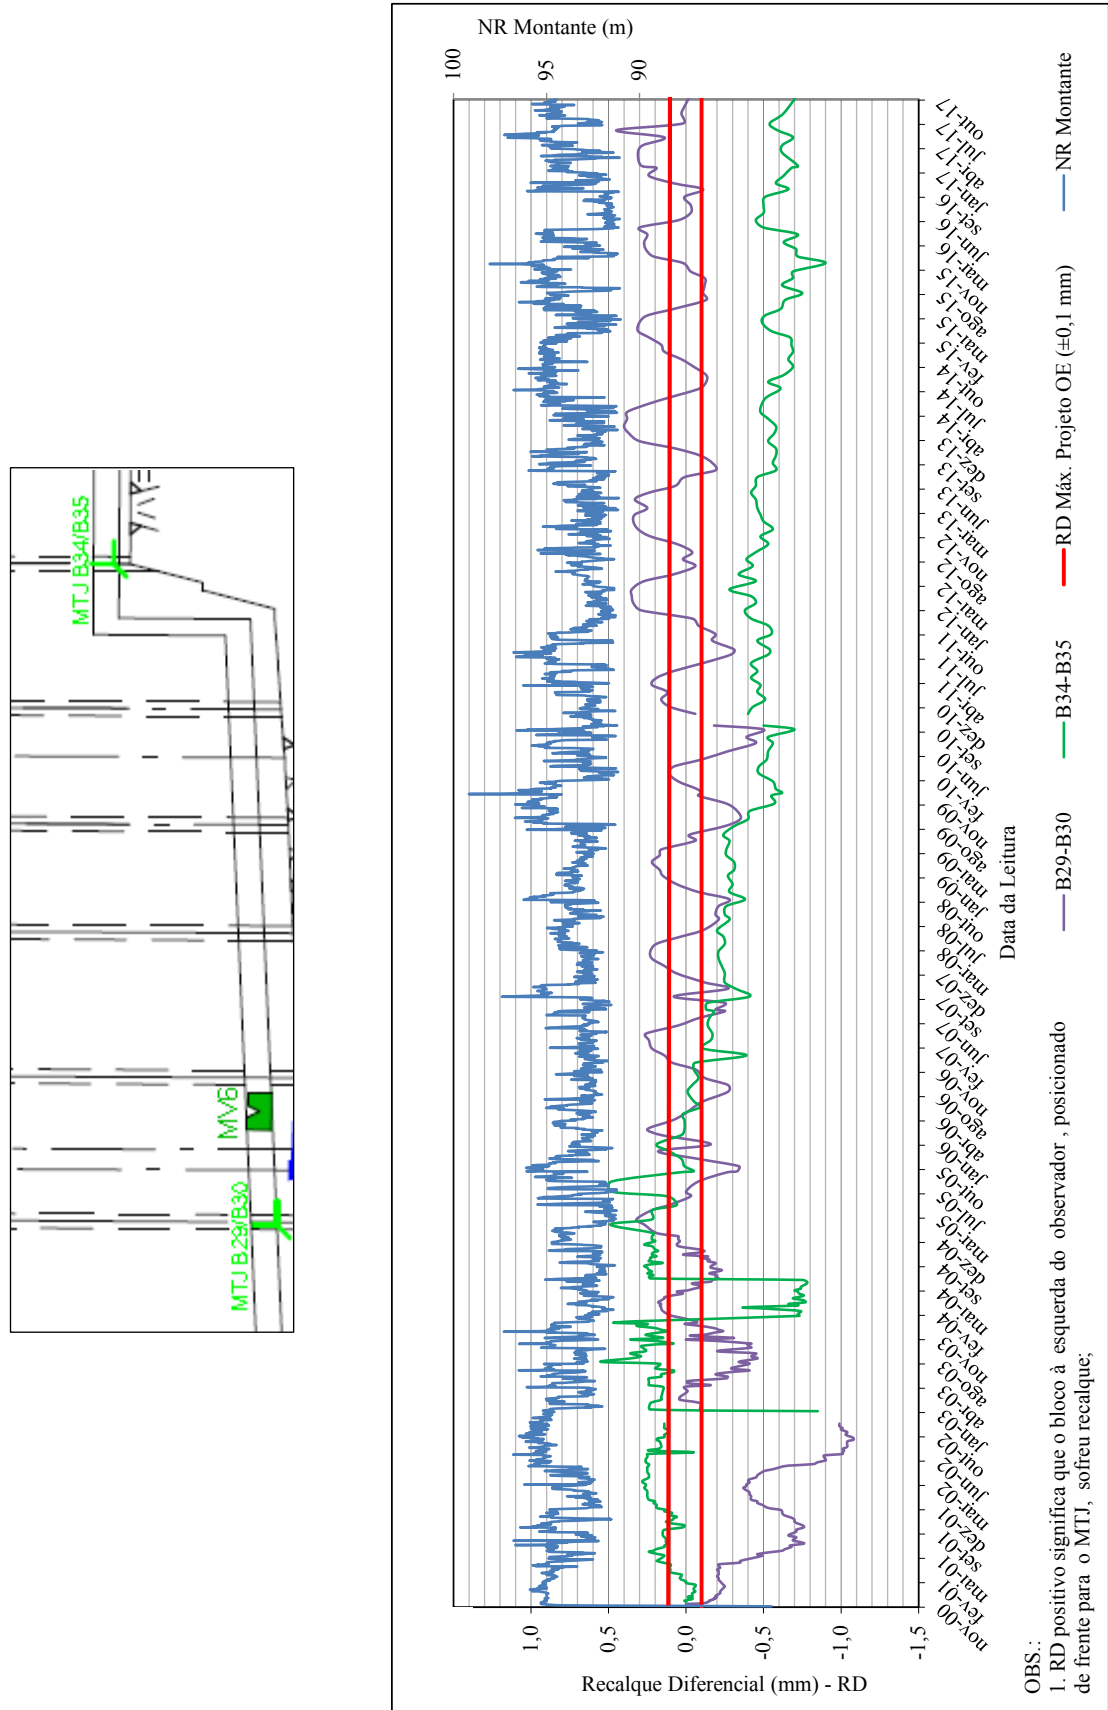 MTJ B29/B30
MV6
MTJ B34/B35
NR Montante (m)
100
95
90
1,0
0,5
0,0
-0,5
-1,0
-1,5
Recalque Diferencial (mm) - RD
nov-00
fev-01
mai-01
set-01
dez-01
mar-02
jun-02
out-02
jan-03
abr-03
ago-03
nov-03
fev-04
mai-04
set-04
dez-04
mar-05
jul-05
out-05
jan-06
abr-06
ago-06
nov-06
fev-07
jun-07
set-07
dez-07
mar-08
jul-08
out-08
jan-09
mai-09
ago-09
nov-09
fev-10
jun-10
set-10
dez-10
abr-11
jul-11
out-11
jan-12
mai-12
ago-12
nov-12
mar-13
jun-13
set-13
dez-13
abr-14
jul-14
out-14
fev-15
mai-15
ago-15
nov-15
mar-16
jun-16
set-16
jan-17
abr-17
jul-17
out-17
Data da Leitura
B29-B30
B34-B35
RD Máx. Projeto OE (±0,1 mm)
NR Montante
OBS.:
1. RD positivo significa que o bloco à esquerda do observador , posicionado
de frente para o MTJ, sofreu recalque;